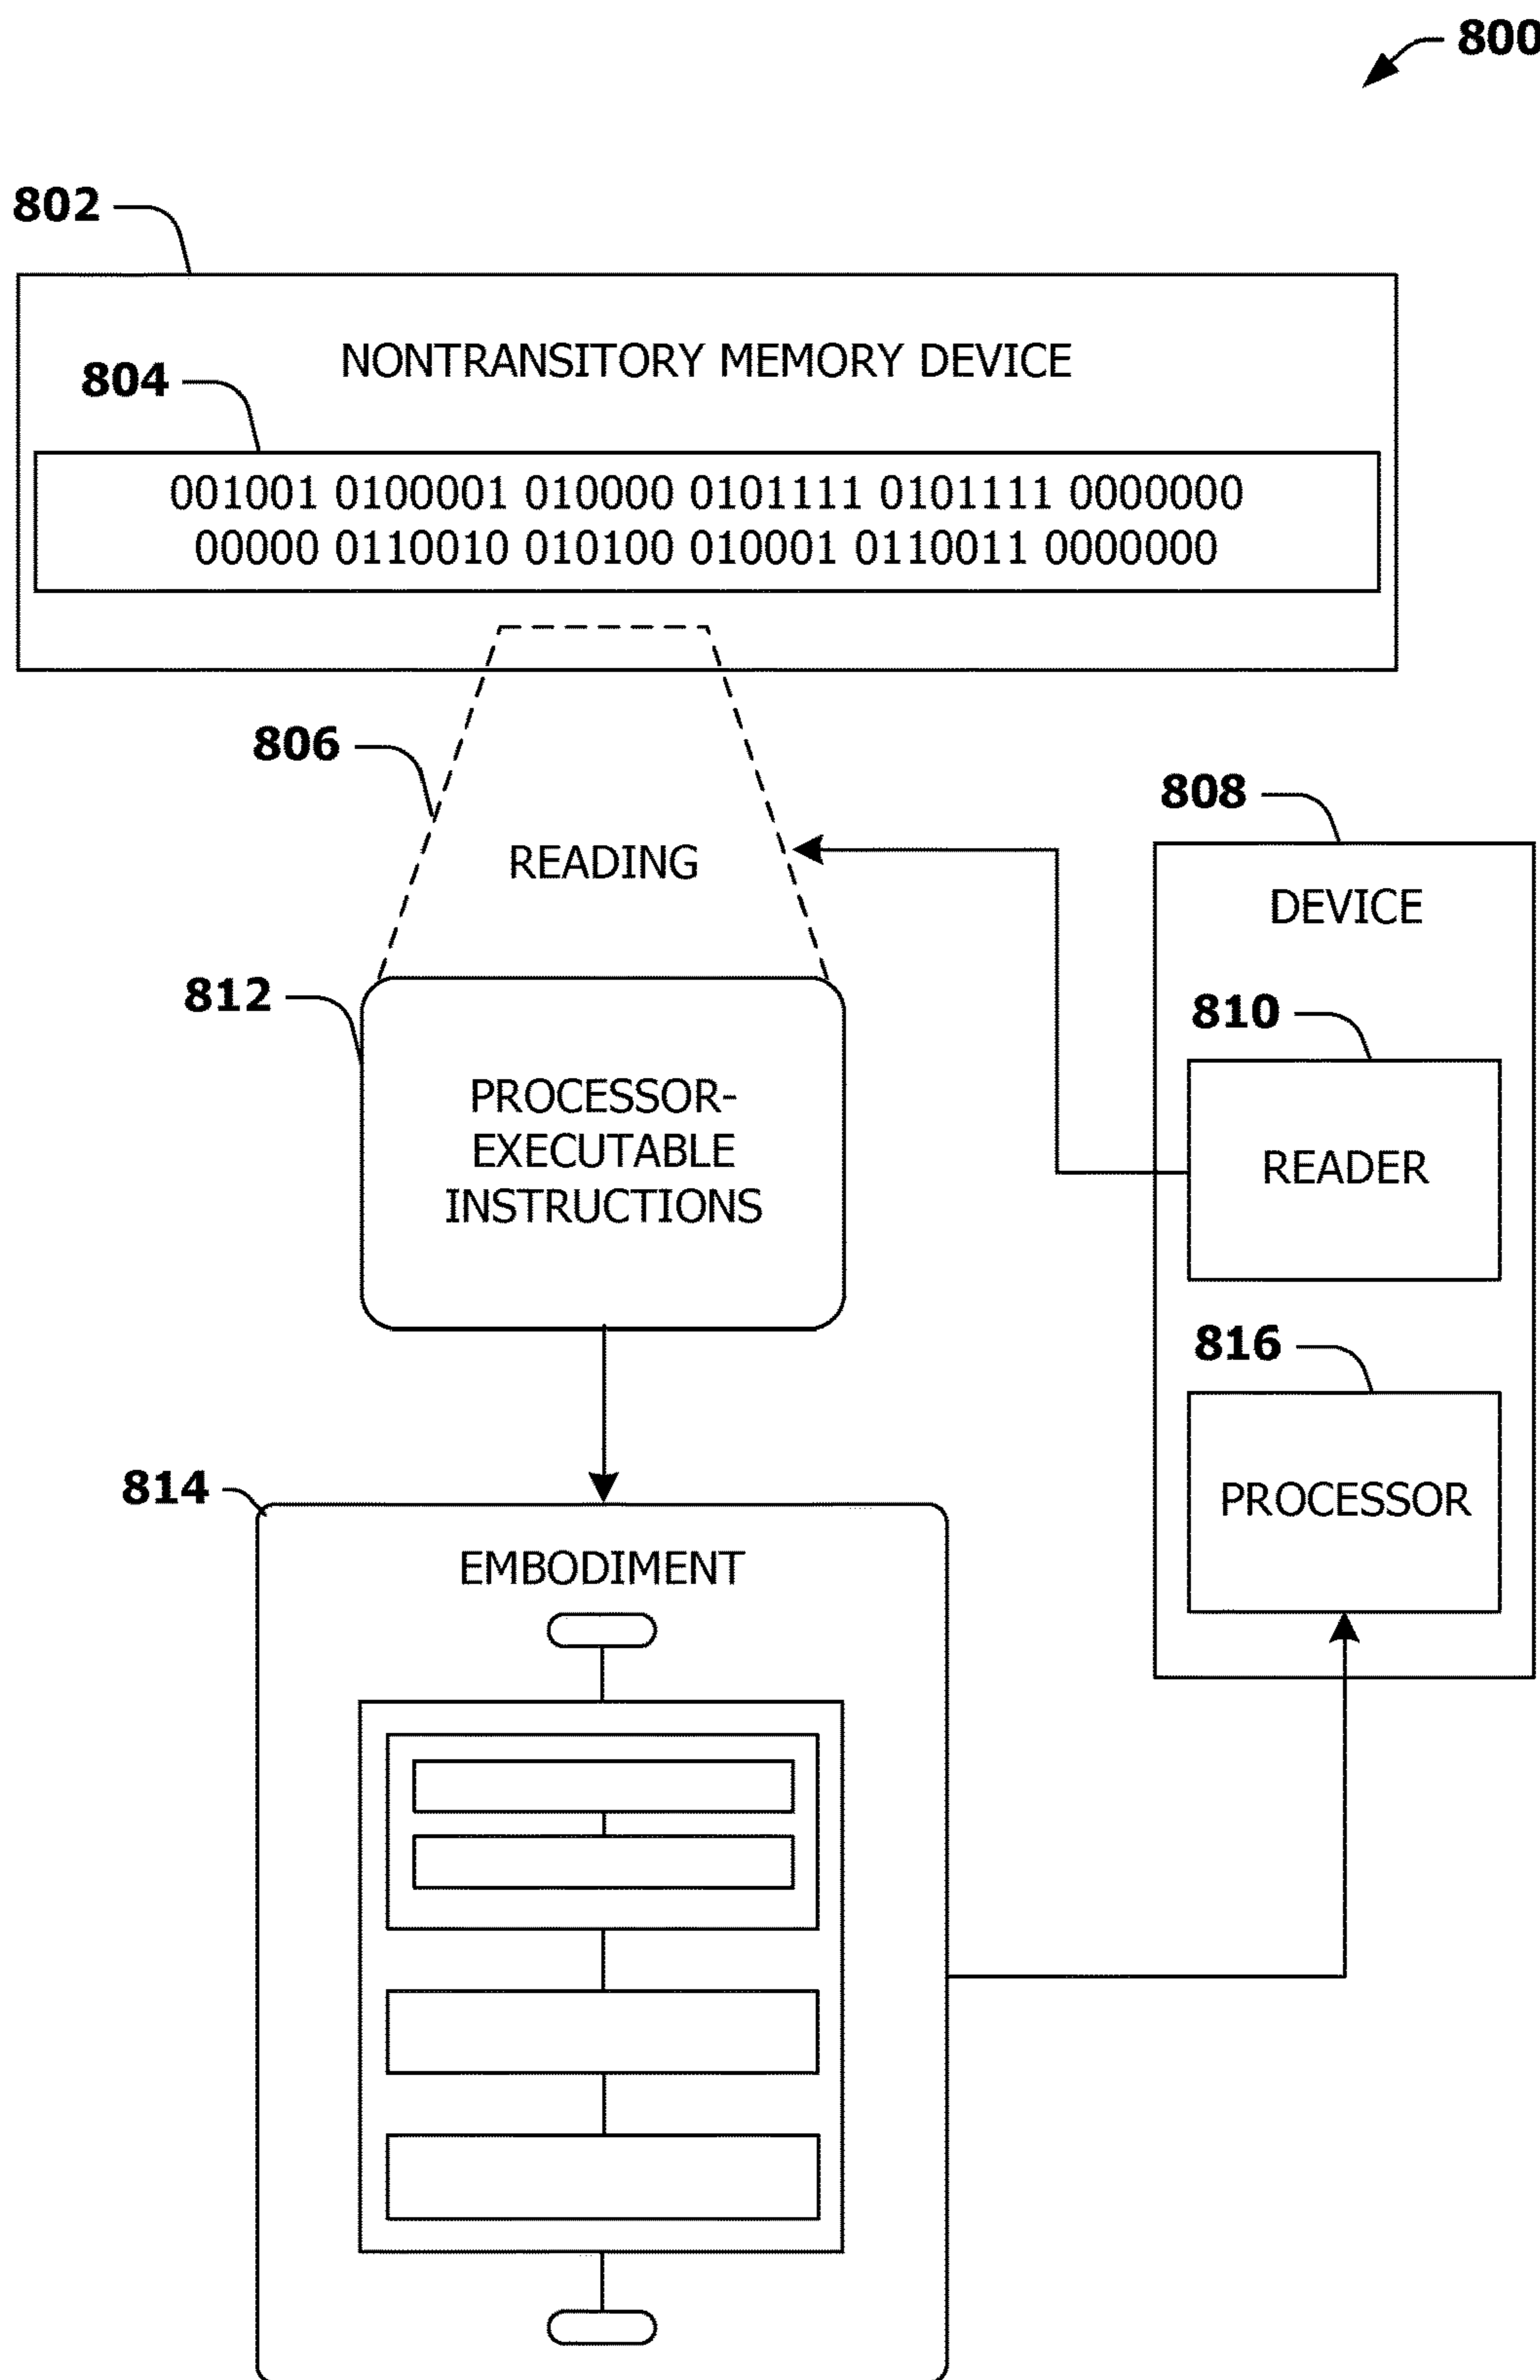 800
802
NONTRANSITORY MEMORY DEVICE
804
001001 0100001 010000 0101111 0101111 0000000
00000 0110010 010100 010001 0110011 0000000
806
READING
808
DEVICE
812
PROCESSOR-
EXECUTABLE
INSTRUCTIONS
810
READER
816
PROCESSOR
814
EMBODIMENT